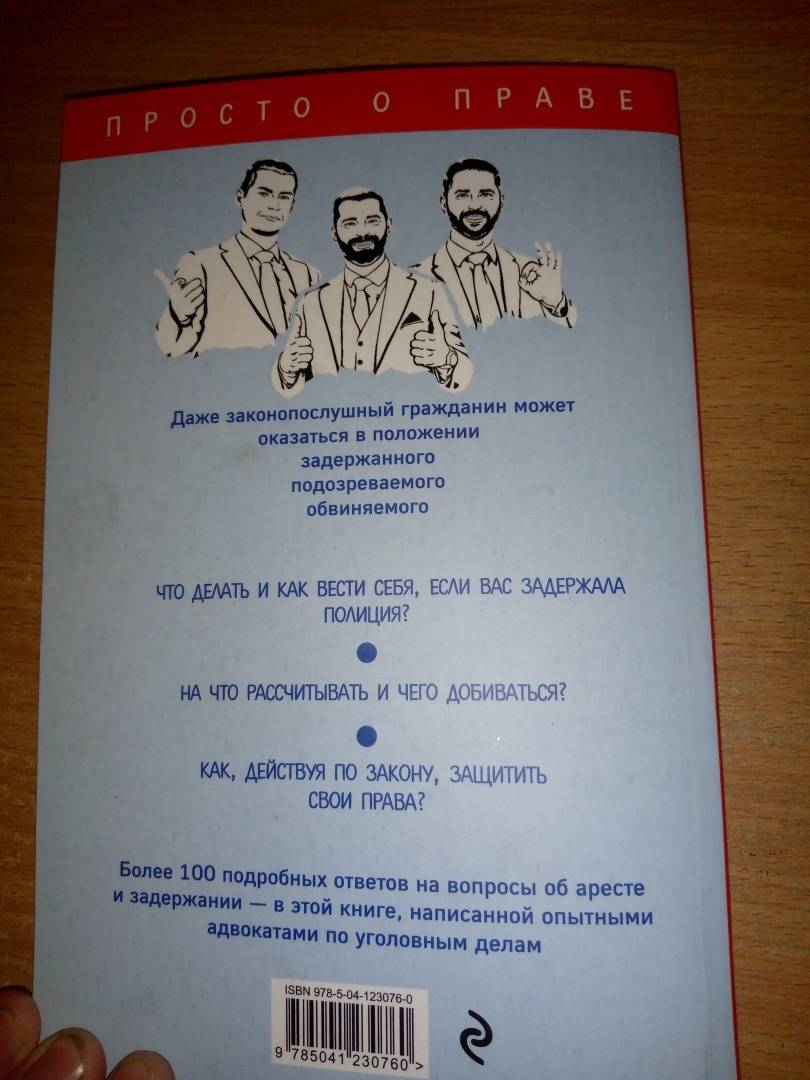 ПРОСТО О ПРАВЕ
Даже законопослушный гражданин может
оказаться в положении
задержанного
подозреваемого
обвиняемого
ЧТО ДЕЛАТЬ И КАК ВЕСТИ СЕБЯ, ЕСЛИ ВАС ЗАДЕРЖАЛА
ПОЛИЦИЯ?
НА ЧТО РАССЧИТЫВАТЬ И ЧЕГО ДОБИВАТЬСЯ?
КАК, ДЕЙСТВУЯ ПО ЗАКОНУ, ЗАЩИТИТЬ
СВОИ ПРАВА?
Более 100 подробных ответов на вопросы об аресте
и задержании — в этой книге, написанной опытными
адвокатами по уголовным делам
ISBN 978-5-04-123076-0
9 785041 230760>